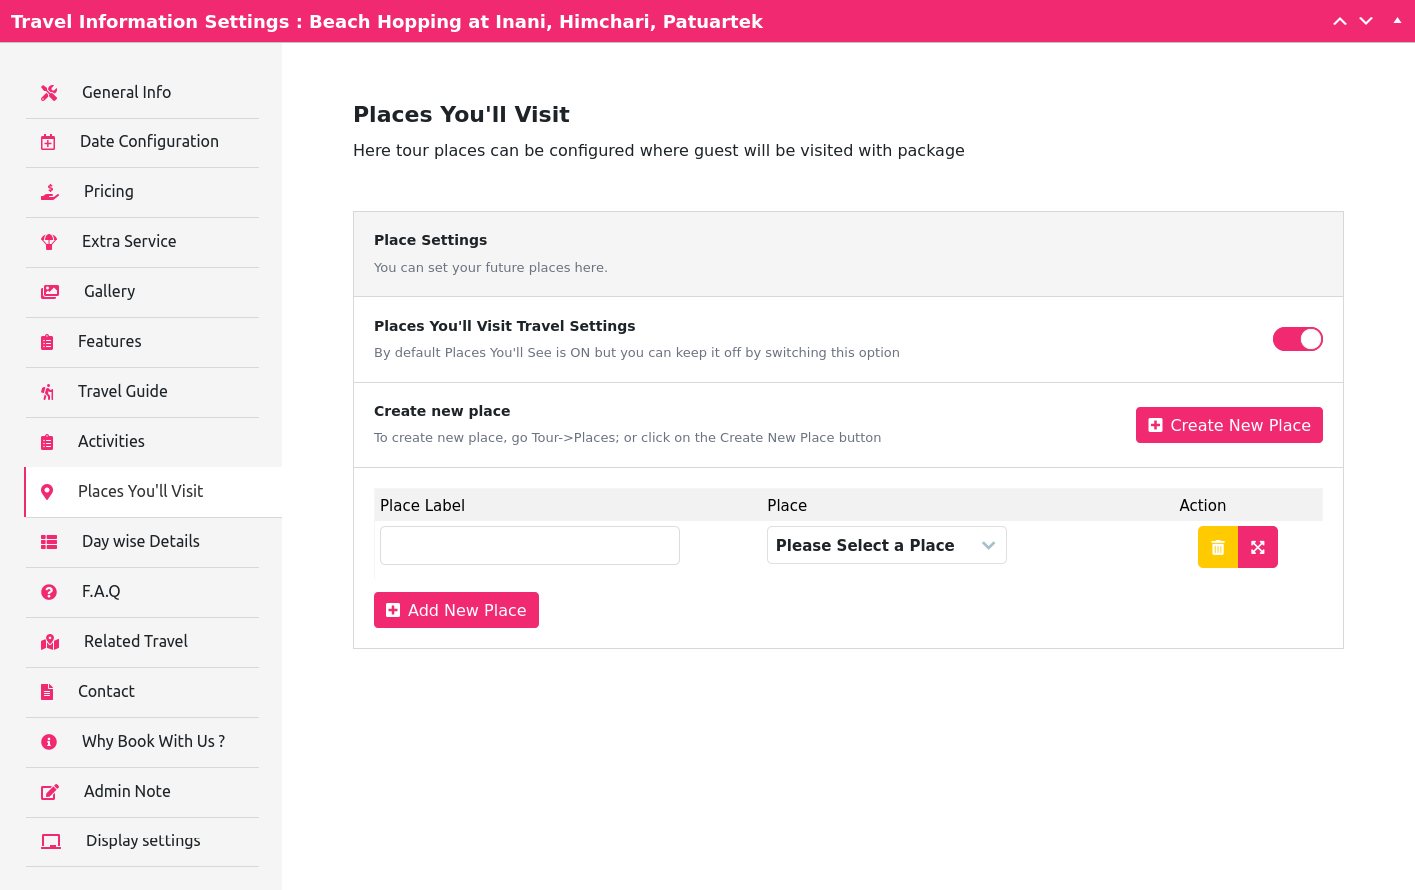 Travel Information Settings : Beach Hopping at Inani, Himchari, Patuartek
General Info
Date Configuration
Pricing
Extra Service
Gallery
Features
Travel Guide
Activities
Places You'll Visit
Day wise Details
F.A.Q
Related Travel
Contact
Why Book With Us ?
Admin Note
Display settings
Places You'll Visit
Here tour places can be configured where guest will be visited with package
Place Settings
You can set your future places here.
Places You'll Visit Travel Settings
By default Places You'll See is ON but you can keep it off by switching this option
Create new place
To create new place, go Tour->Places; or click on the Create New Place button
Create New Place
Place Label Place Action
Please Select a Place
Add New Place